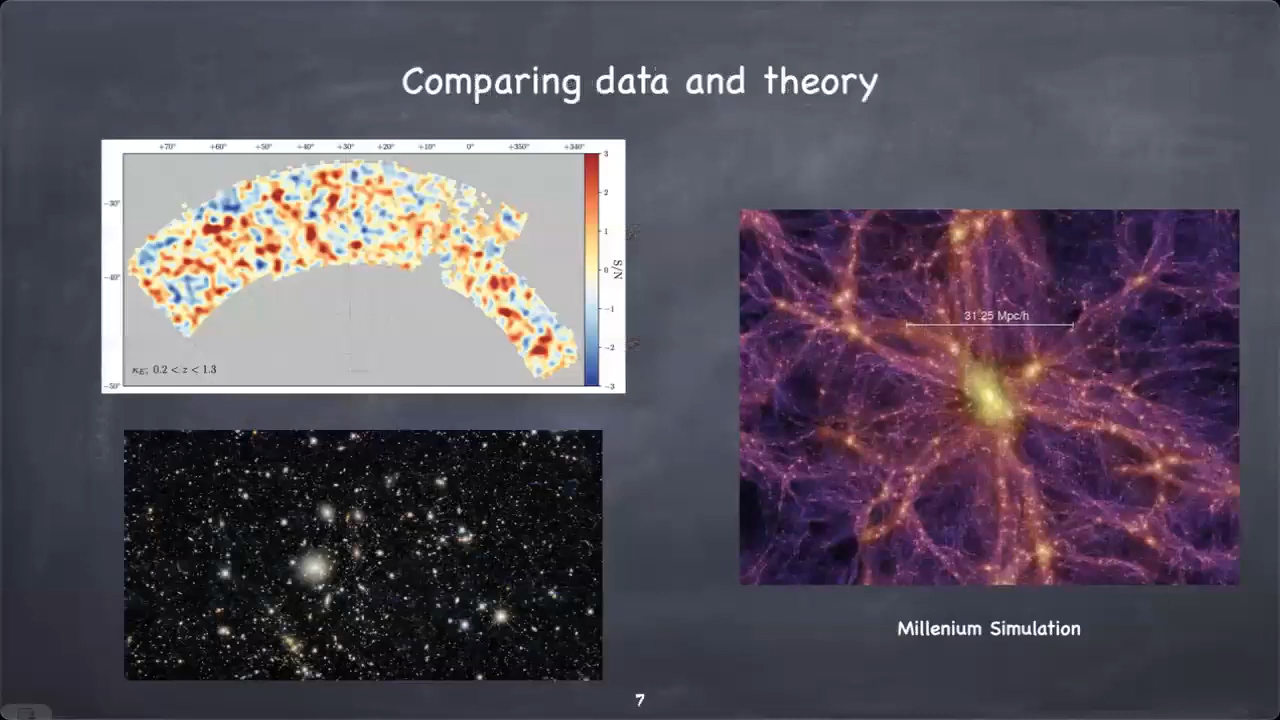 Comparing data and theory
+70° +60° +50° +40° +30° +20° +10° 0° +350° +340°
-30°
-40°
-50°
3
2
1
0
-1
-2
-3
S/N
κE; 0.2 < z < 1.3
31.25 Mpc/h
Millenium Simulation
7